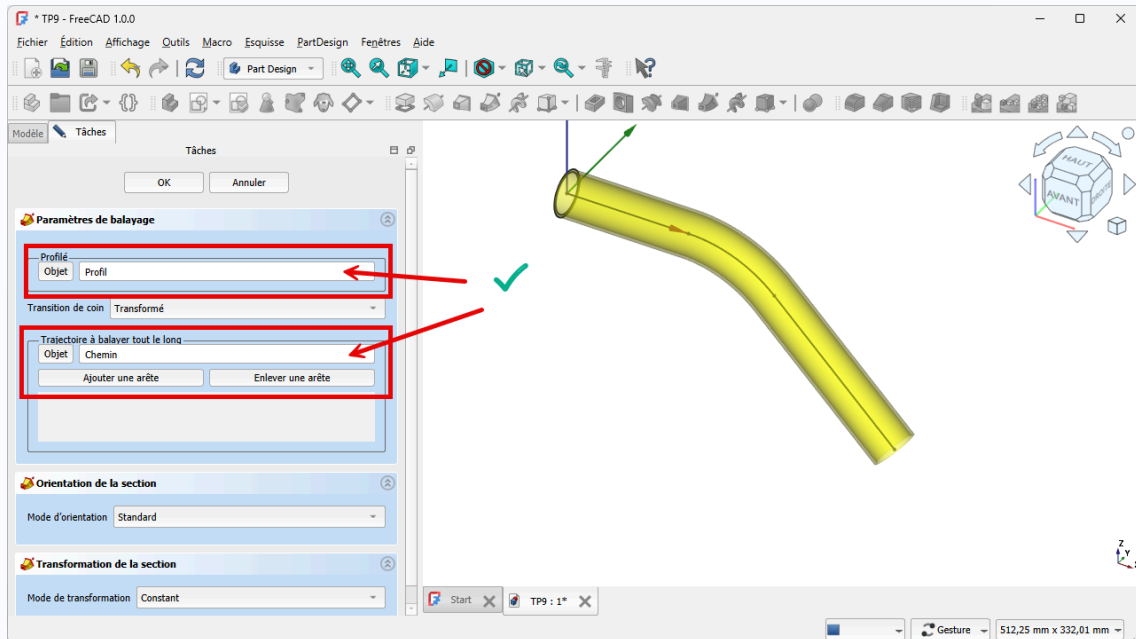 * TP9 - FreeCAD 1.0.0
Fichier Édition Affichage Outils Macro Esquisse PartDesign Fenêtres Aide
Part Design
Modèle Tâches
Tâches
OK Annuler
Paramètres de balayage
Profilé
Objet Profil
Transition de coin Transformé
Trajectoire à balayer tout le long
Objet Chemin
Ajouter une arête Enlever une arête
Orientation de la section
Mode d'orientation Standard
Transformation de la section
Mode de transformation Constant
HAUT
AVANT
DROITE
Z
Y
X
Start TP9 : 1*
Gesture 512,25 mm x 332,01 mm